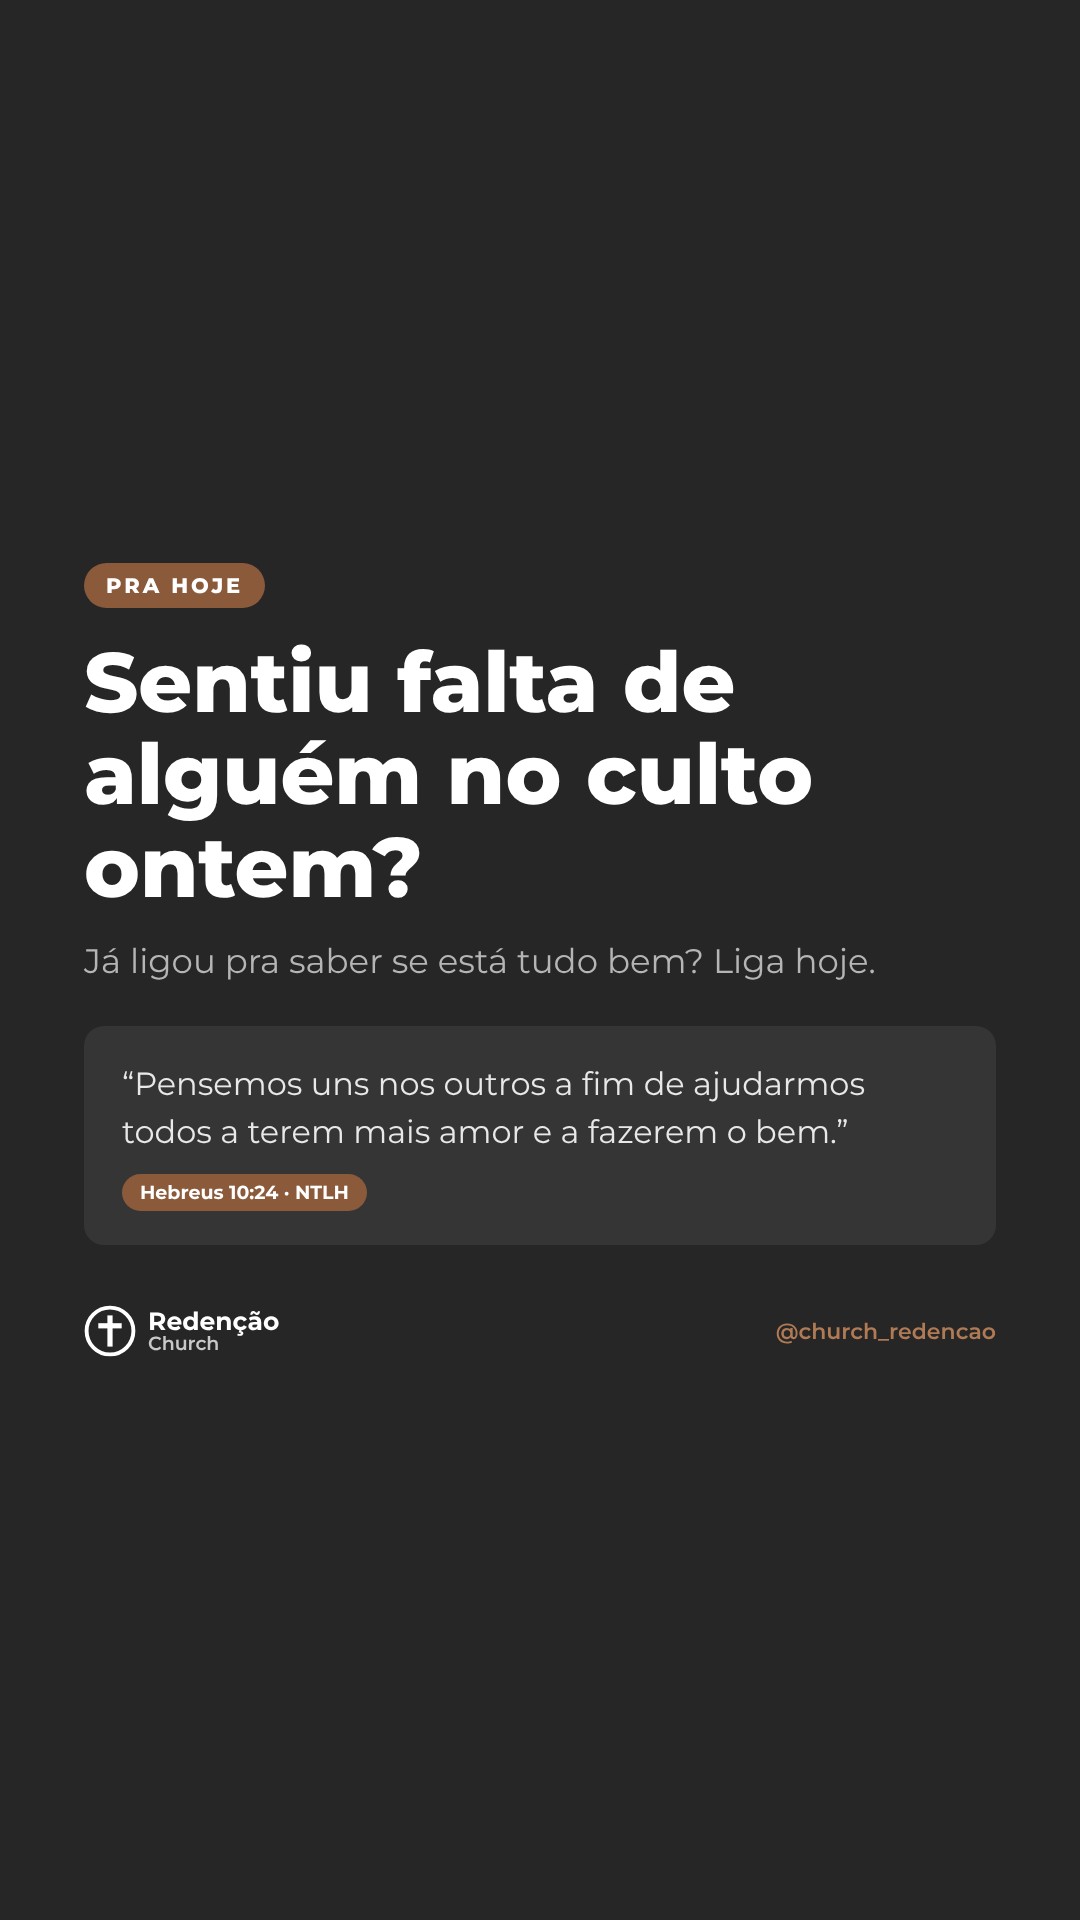 PRA HOJE
Sentiu falta de
alguém no culto
ontem?
Já ligou pra saber se está tudo bem? Liga hoje.
“Pensemos uns nos outros a fim de ajudarmos
todos a terem mais amor e a fazerem o bem.”
Hebreus 10:24 · NTLH
Redenção
Church
@church_redencao